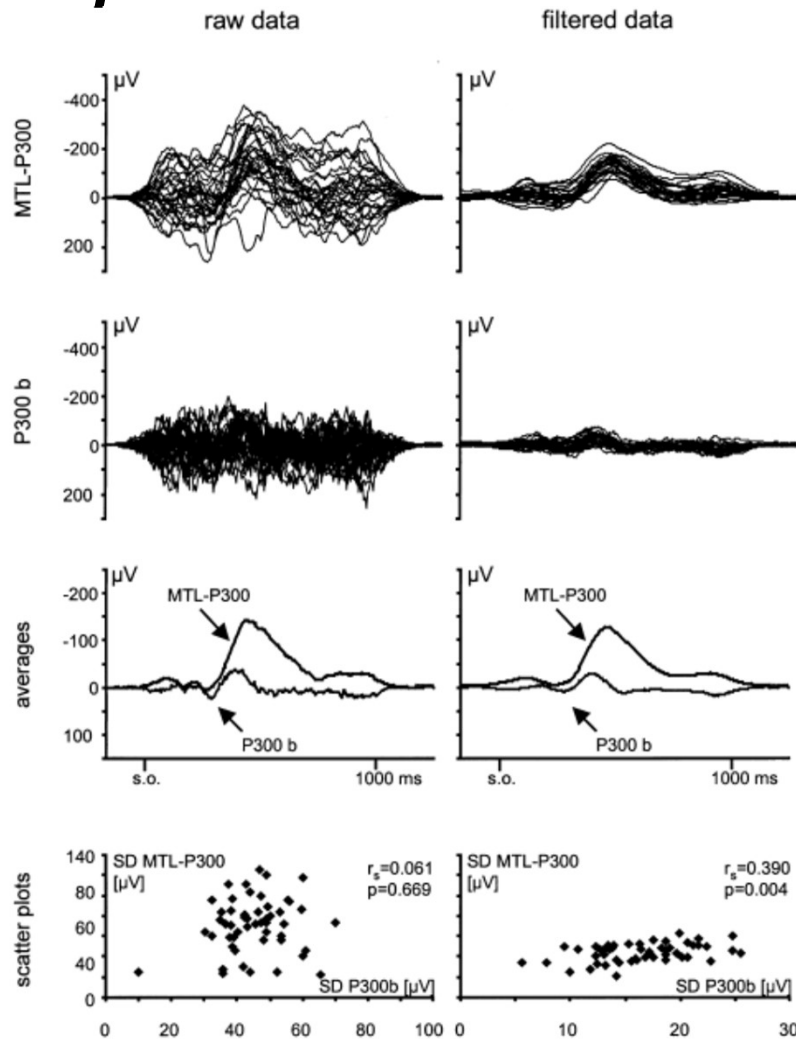 raw data
filtered data
MTL-P300
µV
-400
-200
0
200
µV
P300 b
µV
-400
-200
0
200
µV
averages
µV
-200
-100
0
100
MTL-P300
P300 b
s.o.
1000 ms
µV
MTL-P300
P300 b
s.o.
1000 ms
scatter plots
140
80
60
40
0
SD MTL-P300
[µV]
rs=0.061
p=0.669
SD P300b [µV]
0 20 40 60 80 100
SD MTL-P300
[µV]
rs=0.390
p=0.004
SD P300b [µV]
0 10 20 30